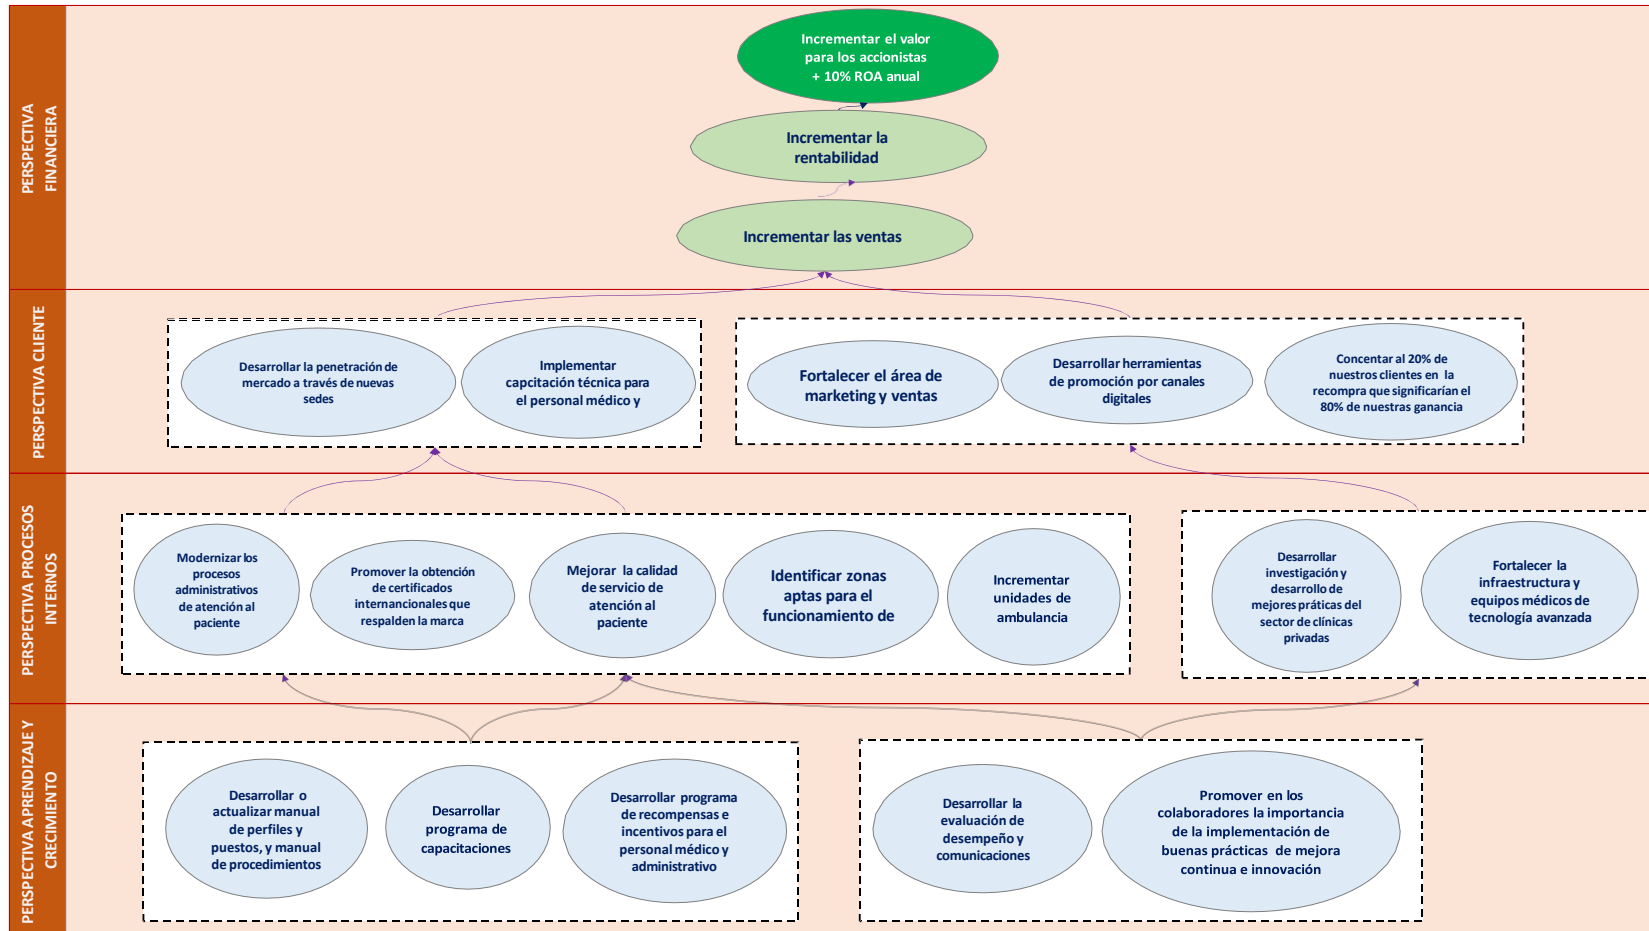 PERSPECTIVA
FINANCIERA
Incrementar el valor
para los accionistas
+ 10% ROA anual
Incrementar la
rentabilidad
Incrementar las ventas
PERSPECTIVA CLIENTE
Desarrollar la penetración de
mercado a través de nuevas
sedes
Implementar
capcitación técnica para
el personal médico y
Fortalecer el área de
marketing y ventas
Desarrollar herramientas
de promoción por canales
digitales
Concentar al 20% de
nuestros clientes en la
recompra que significarían el
80% de nuestras ganancia
PERSPECTIVA PROCESOS
INTERNOS
Modernizar los
procesos
administrativos
de atención al
paciente
Promover la obtención
de certificados
internancionales que
respalden la marca
Mejorar la calidad
de servicio de
atención al
paciente
Identificar zonas
aptas para el
funcionamiento de
Incrementar
unidades de
ambulancia
Desarrollar
investigación y
desarrollo de
mejores práticas del
sector de clínicas
privadas
Fortalecer la
infraestructura y
equipos médicos de
tecnología avanzada
PERSPECTIVA APRENDIZAJE Y
CRECIMIENTO
Desarrollar o
actualizar manual
de perfiles y
puestos, y manual
de procedimientos
Desarrollar
programa de
capacitaciones
Desarrollar programa
de recompensas e
incentivos para el
personal médico y
administrativo
Desarrollar la
evaluación de
desempeño y
comunicaciones
Promover en los
colaboradores la importancia
de la implementación de
buenas prácticas de mejora
continua e innovación